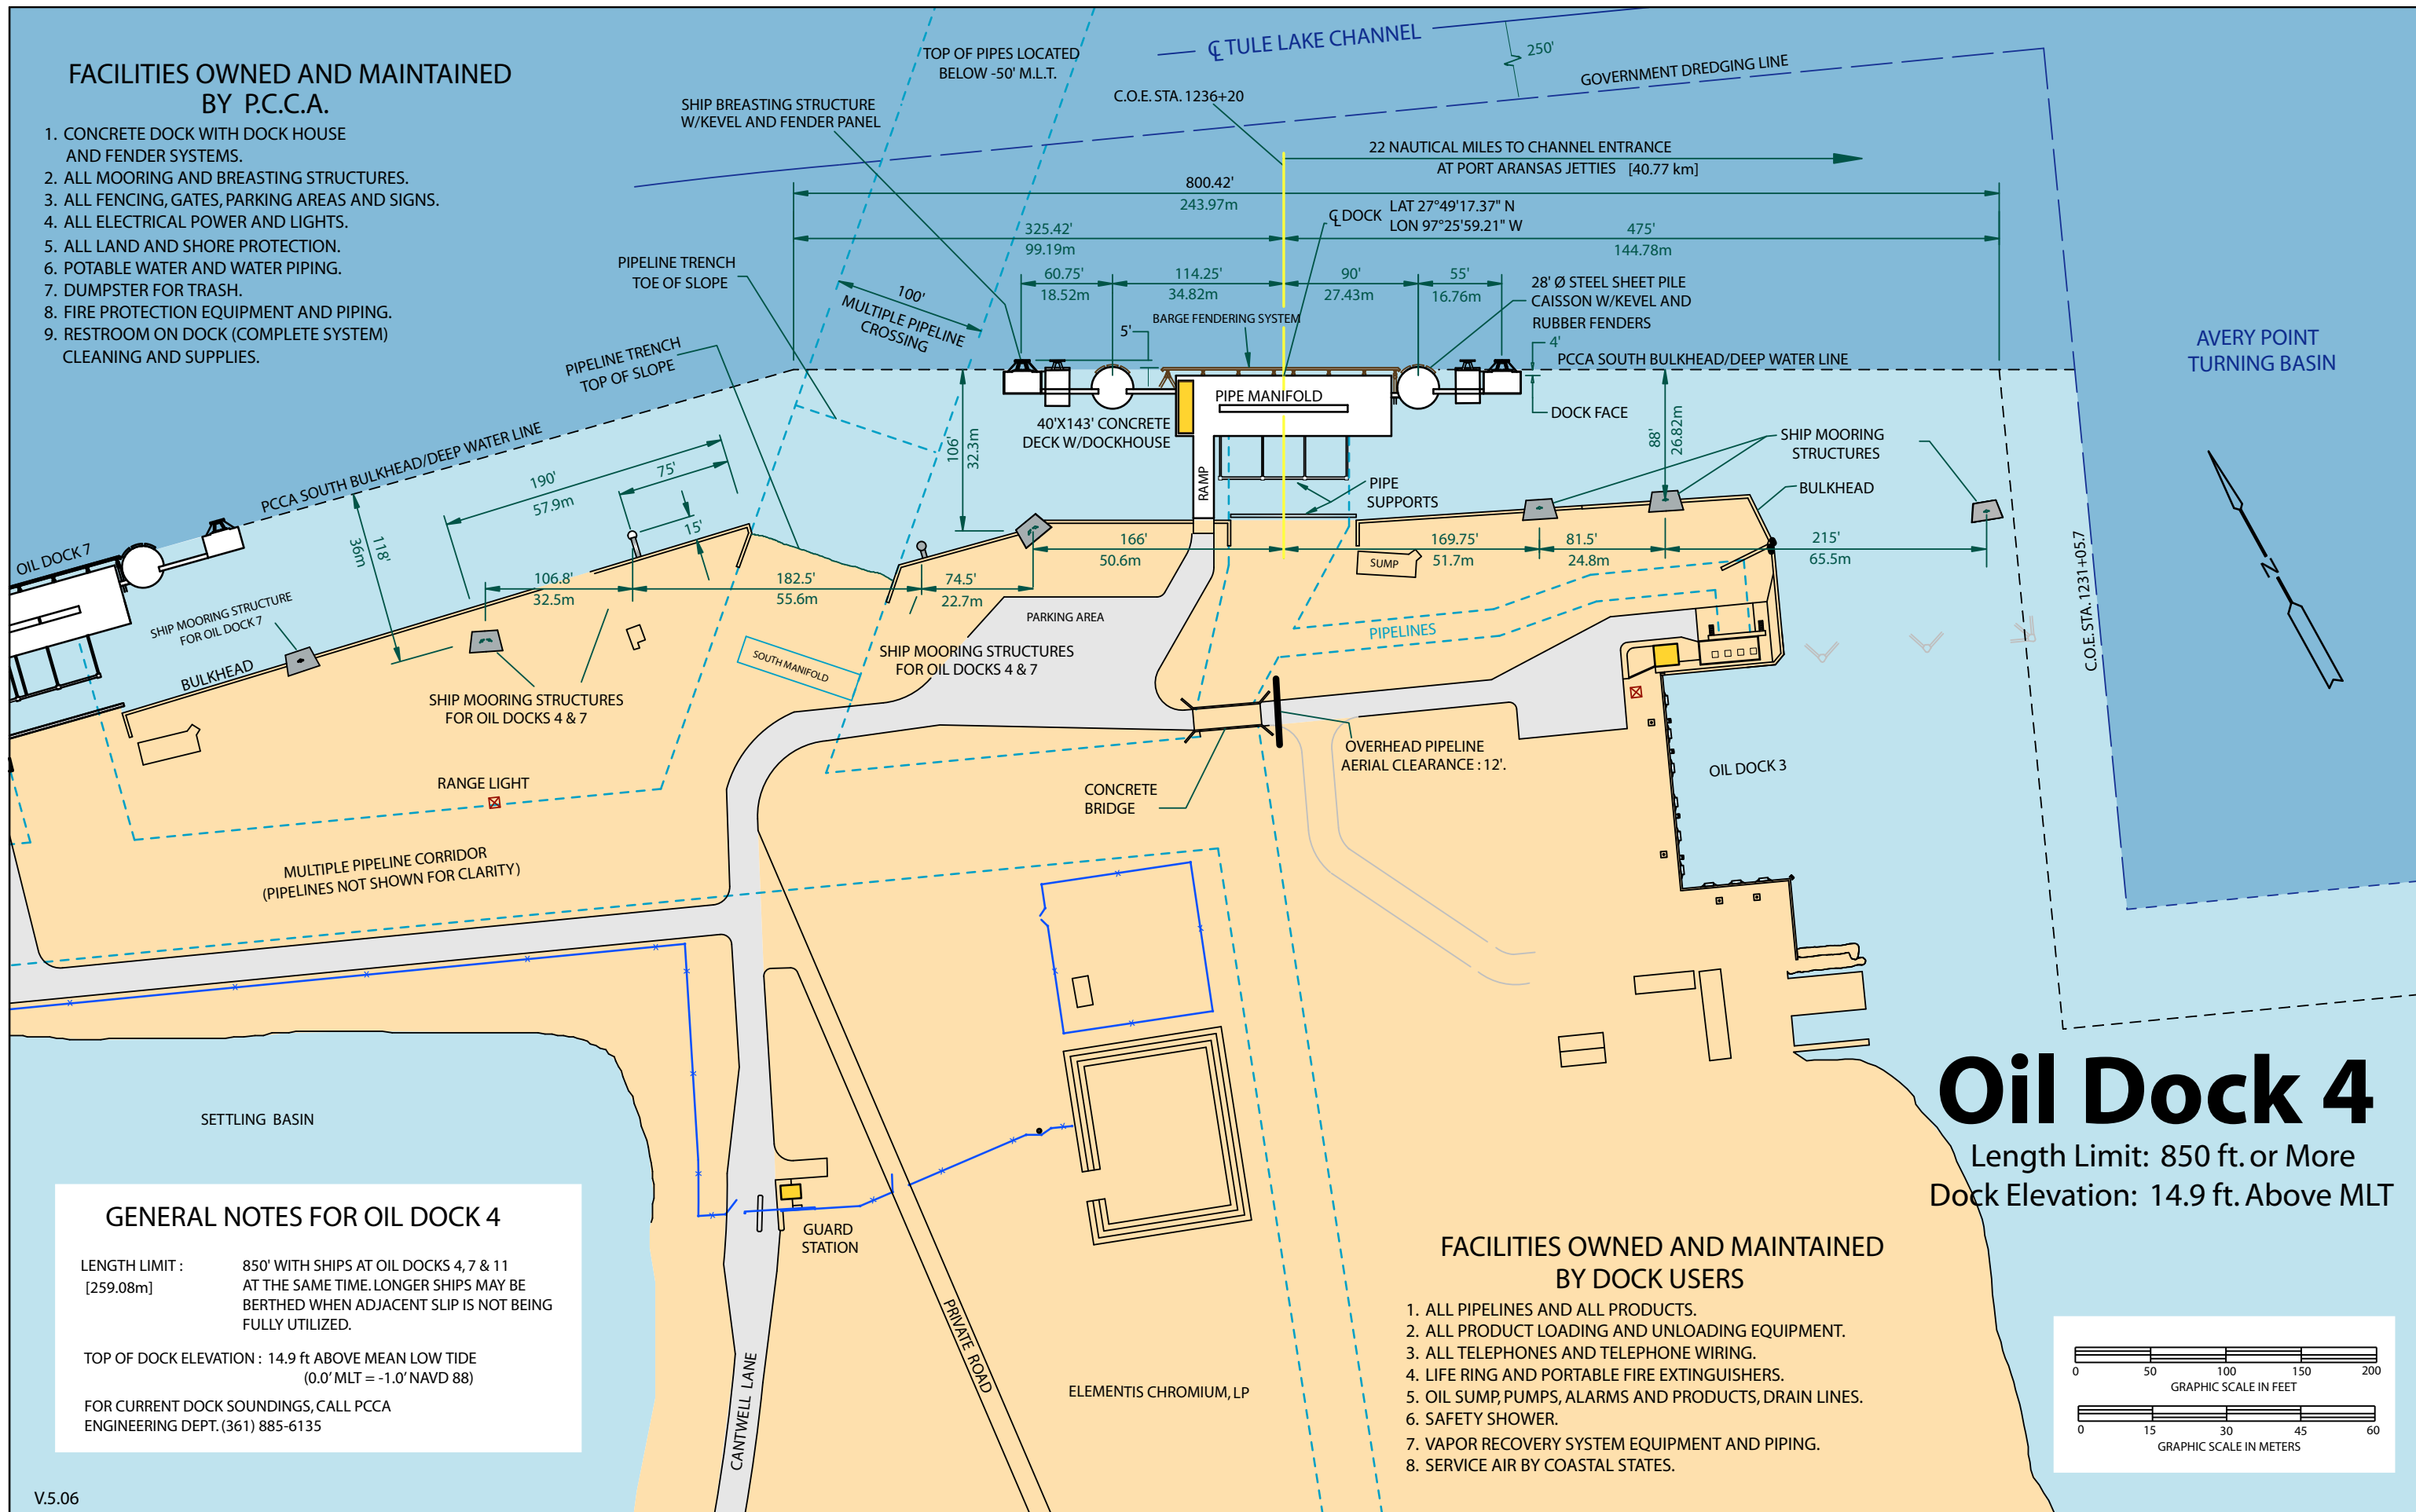 FACILITIES OWNED AND MAINTAINED
BY P.C.C.A.
1. CONCRETE DOCK WITH DOCK HOUSE
AND FENDER SYSTEMS.
2. ALL MOORING AND BREASTING STRUCTURES.
3. ALL FENCING, GATES, PARKING AREAS AND SIGNS.
4. ALL ELECTRICAL POWER AND LIGHTS.
5. ALL LAND AND SHORE PROTECTION.
6. POTABLE WATER AND WATER PIPING.
7. DUMPSTER FOR TRASH.
8. FIRE PROTECTION EQUIPMENT AND PIPING.
9. RESTROOM ON DOCK (COMPLETE SYSTEM)
CLEANING AND SUPPLIES.
TOP OF PIPES LOCATED
BELOW -50' M.L.T.
℄ TULE LAKE CHANNEL
250'
GOVERNMENT DREDGING LINE
SHIP BREASTING STRUCTURE
W/KEVEL AND FENDER PANEL
C.O.E. STA. 1236+20
22 NAUTICAL MILES TO CHANNEL ENTRANCE
AT PORT ARANSAS JETTIES [40.77 km]
800.42'
243.97m
℄ DOCK
LAT 27°49'17.37" N
LON 97°25'59.21" W
325.42'
99.19m
475'
144.78m
PIPELINE TRENCH
TOE OF SLOPE
60.75'
18.52m
114.25'
34.82m
90'
27.43m
55'
16.76m
28' Ø STEEL SHEET PILE
CAISSON W/KEVEL AND
RUBBER FENDERS
100'
MULTIPLE PIPELINE
CROSSING
5'
BARGE FENDERING SYSTEM
4'
PCCA SOUTH BULKHEAD/DEEP WATER LINE
AVERY POINT
TURNING BASIN
PIPELINE TRENCH
TOP OF SLOPE
PIPE MANIFOLD
DOCK FACE
40'X143' CONCRETE
DECK W/DOCKHOUSE
106'
32.3m
88'
26.82m
SHIP MOORING
STRUCTURES
BULKHEAD
RAMP
PIPE
SUPPORTS
PCCA SOUTH BULKHEAD/DEEP WATER LINE
190'
57.9m
75'
15'
118'
36m
OIL DOCK 7
166'
50.6m
169.75'
51.7m
81.5'
24.8m
215'
65.5m
SUMP
N
C.O.E. STA. 1231+05.7
106.8'
32.5m
182.5'
55.6m
74.5'
22.7m
SHIP MOORING STRUCTURE
FOR OIL DOCK 7
BULKHEAD
PARKING AREA
PIPELINES
SOUTH MANIFOLD
SHIP MOORING STRUCTURES
FOR OIL DOCKS 4 & 7
SHIP MOORING STRUCTURES
FOR OIL DOCKS 4 & 7
OVERHEAD PIPELINE
AERIAL CLEARANCE : 12'.
OIL DOCK 3
RANGE LIGHT
CONCRETE
BRIDGE
MULTIPLE PIPELINE CORRIDOR
(PIPELINES NOT SHOWN FOR CLARITY)
SETTLING BASIN
Oil Dock 4
Length Limit: 850 ft. or More
Dock Elevation: 14.9 ft. Above MLT
GENERAL NOTES FOR OIL DOCK 4
LENGTH LIMIT :
[259.08m]
850' WITH SHIPS AT OIL DOCKS 4, 7 & 11
AT THE SAME TIME. LONGER SHIPS MAY BE
BERTHED WHEN ADJACENT SLIP IS NOT BEING
FULLY UTILIZED.
TOP OF DOCK ELEVATION : 14.9 ft ABOVE MEAN LOW TIDE
(0.0' MLT = -1.0' NAVD 88)
FOR CURRENT DOCK SOUNDINGS, CALL PCCA
ENGINEERING DEPT. (361) 885-6135
GUARD
STATION
CANTWELL LANE
PRIVATE ROAD
ELEMENTIS CHROMIUM, LP
FACILITIES OWNED AND MAINTAINED
BY DOCK USERS
1. ALL PIPELINES AND ALL PRODUCTS.
2. ALL PRODUCT LOADING AND UNLOADING EQUIPMENT.
3. ALL TELEPHONES AND TELEPHONE WIRING.
4. LIFE RING AND PORTABLE FIRE EXTINGUISHERS.
5. OIL SUMP, PUMPS, ALARMS AND PRODUCTS, DRAIN LINES.
6. SAFETY SHOWER.
7. VAPOR RECOVERY SYSTEM EQUIPMENT AND PIPING.
8. SERVICE AIR BY COASTAL STATES.
0 50 100 150 200
GRAPHIC SCALE IN FEET
0 15 30 45 60
GRAPHIC SCALE IN METERS
V.5.06